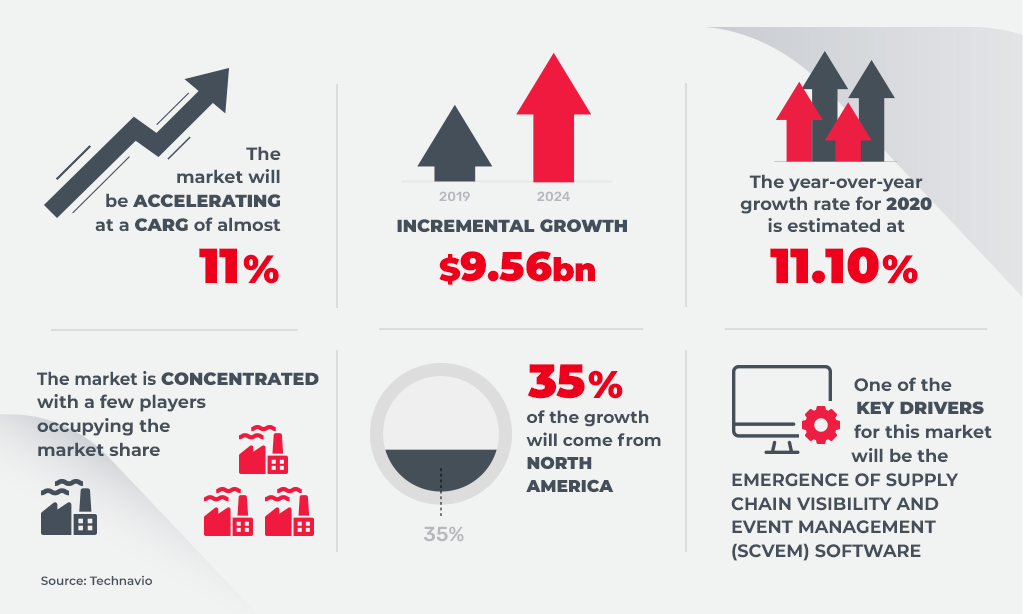 The
market will
be ACCELERATING
at a CARG of almost
11%
2019
2024
INCREMENTAL GROWTH
$9.56bn
The year-over-year
growth rate for 2020
is estimated at
11.10%
The market is CONCENTRATED
with a few players
occupying the
market share
35%
of the growth
will come from
NORTH
AMERICA
35%
One of the
KEY DRIVERS
for this market
will be the
EMERGENCE OF SUPPLY
CHAIN VISIBILITY AND
EVENT MANAGEMENT
(SCVEM) SOFTWARE
Source: Technavio